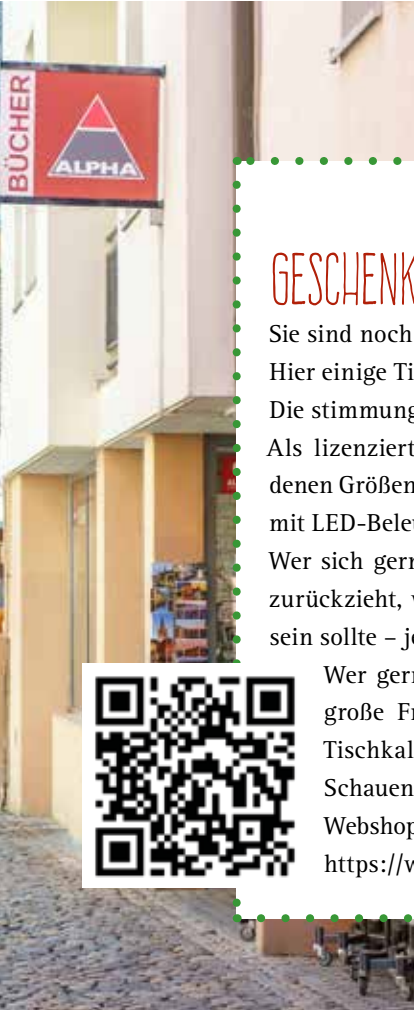 BÜCHER
ALPHA
GESCHENK
Sie sind noch
Hier einige Ti
Die stimmung
Als lizenziert
denen Größen
mit LED-Beleu
Wer sich gern
zurückzieht, w
sein sollte – je
Wer gern
große Fr
Tischkal
Schauen
Webshop
https://w